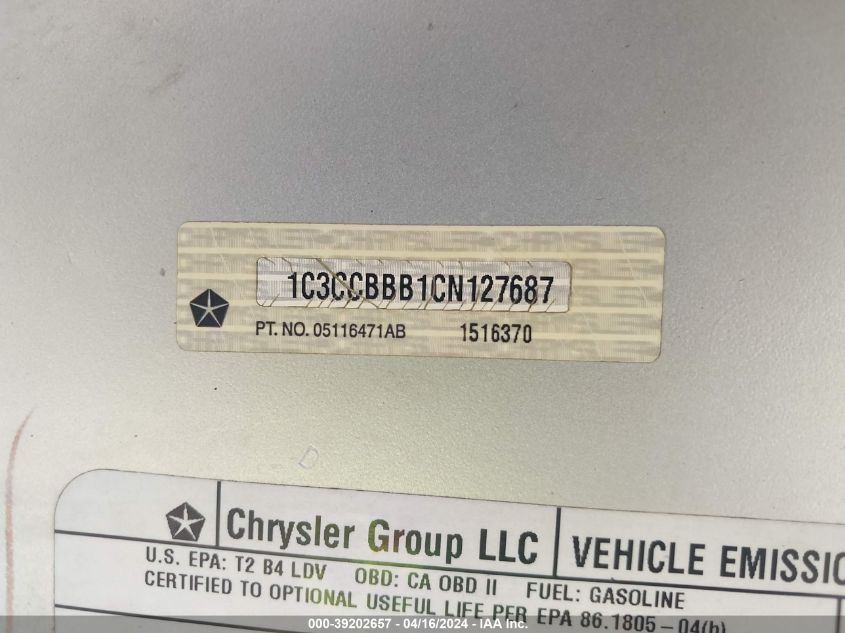 1C3CCBBB1CN127687
PT. NO. 05116471AB 1516370
Chrysler Group LLC
VEHICLE EMISSIO
U.S. EPA: T2 B4 LDV OBD: CA OBD II FUEL: GASOLINE
CERTIFIED TO OPTIONAL USEFUL LIFE PER EPA 86.1805-04(b)
000-39202657 - 04/16/2024 - IAA Inc.